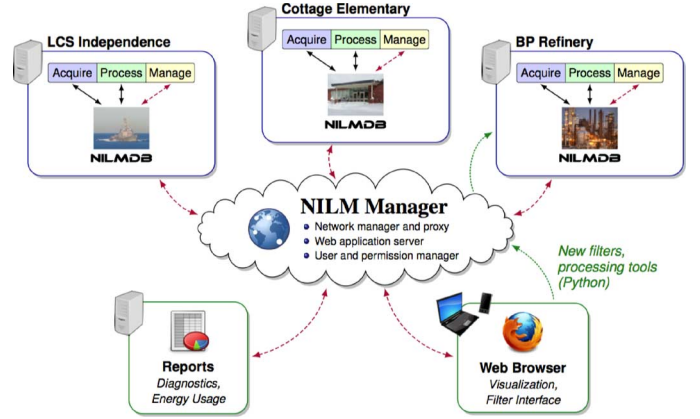 Cottage Elementary
Acquire Process Manage
NILMDB
LCS Independence
Acquire Process Manage
NILMDB
BP Refinery
Acquire Process Manage
NILMDB
NILM Manager
Network manager and proxy
Web application server
User and permission manager
New filters,
processing tools
(Python)
Reports
Diagnostics,
Energy Usage
Web Browser
Visualization,
Filter Interface